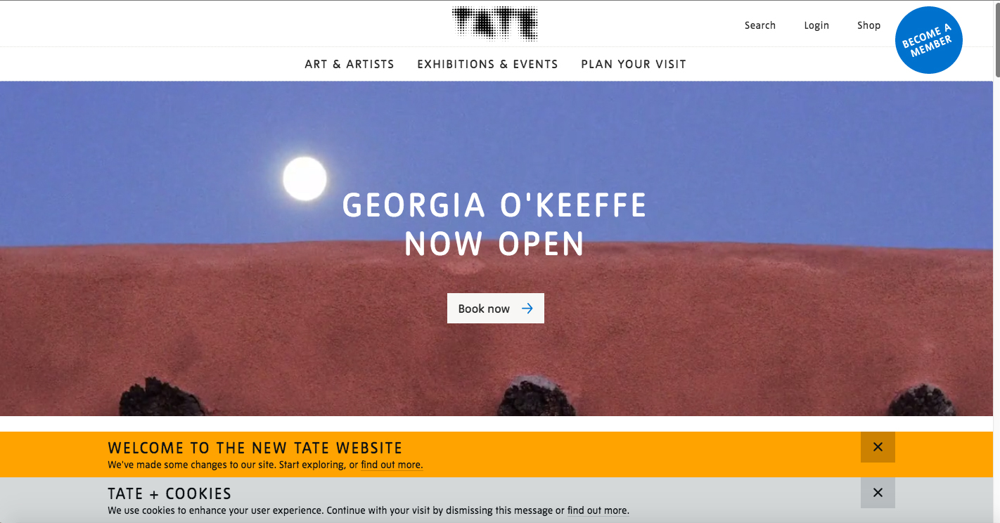 TATE
Search
Login
Shop
BECOME A
MEMBER
ART & ARTISTS
EXHIBITIONS & EVENTS
PLAN YOUR VISIT
GEORGIA O'KEEFFE
NOW OPEN
Book now
WELCOME TO THE NEW TATE WEBSITE
We've made some changes to our site. Start exploring, or find out more.
TATE + COOKIES
We use cookies to enhance your user experience. Continue with your visit by dismissing this message or find out more.